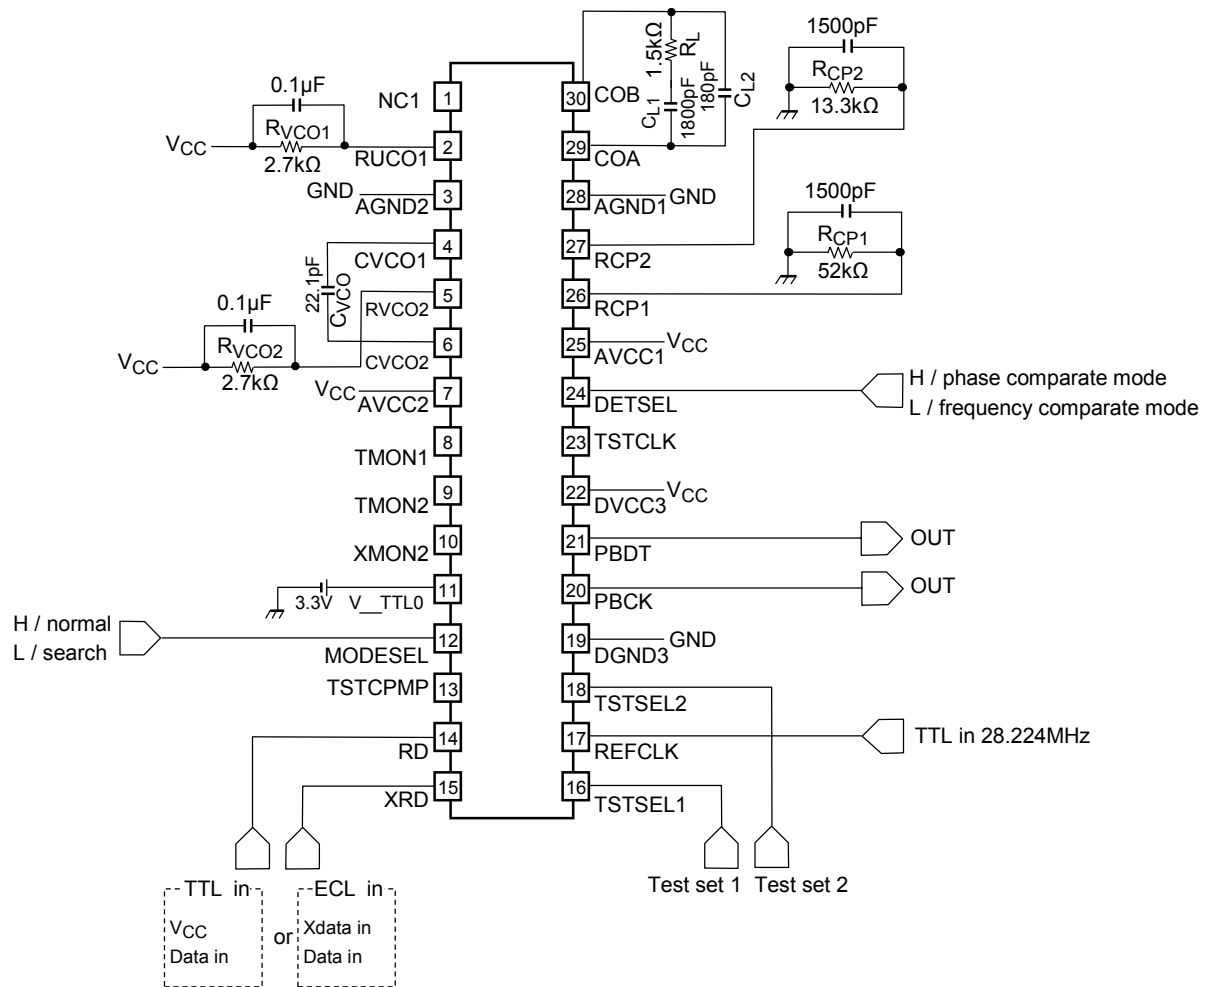 1500pF
RCP2
13.3kΩ
1.5kΩ
RL
CL1
1800pF
180pF
CL2
0.1µF
VCC
RVCO1
2.7kΩ
NC1
1
30
COB
RUCO1
2
29
COA
GND
AGND2
3
28
AGND1
GND
1500pF
RCP1
52kΩ
CVCO1
4
27
RCP2
22.1pF
CVCO
RVCO2
5
26
RCP1
0.1µF
VCC
RVCO2
2.7kΩ
CVCO2
6
25
AVCC1
VCC
VCC
AVCC2
7
24
DETSEL
H / phase comparate mode
L / frequency comparate mode
TMON1
8
23
TSTCLK
TMON2
9
22
DVCC3
VCC
XMON2
10
21
PBDT
OUT
3.3V
V__TTL0
11
20
PBCK
OUT
H / normal
L / search
MODESEL
12
19
DGND3
GND
TSTCPMP
13
18
TSTSEL2
RD
14
17
REFCLK
TTL in 28.224MHz
XRD
15
16
TSTSEL1
Test set 1
Test set 2
TTL in
VCC
Data in
or
ECL in
Xdata in
Data in